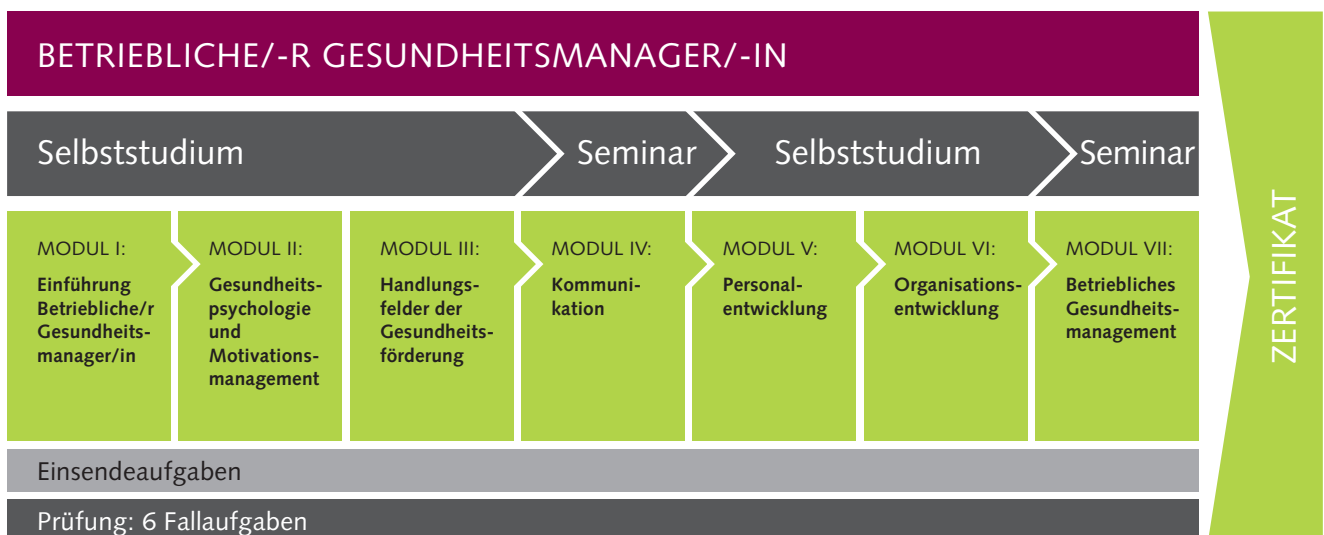 BETRIEBLICHE/-R GESUNDHEITSMANAGER/-IN
Selbststudium
Seminar
Selbststudium
Seminar
MODUL I:
Einführung
Betriebliche/r
Gesundheits-
manager/in
MODUL II:
Gesundheits-
psychologie
und
Motivations-
management
MODUL III:
Handlungs-
felder der
Gesundheits-
förderung
MODUL IV:
Kommuni-
kation
MODUL V:
Personal-
entwicklung
MODUL VI:
Organisations-
entwicklung
MODUL VII:
Betriebliches
Gesundheits-
management
Einsendeaufgaben
Prüfung: 6 Fallaufgaben
ZERTIFIKAT